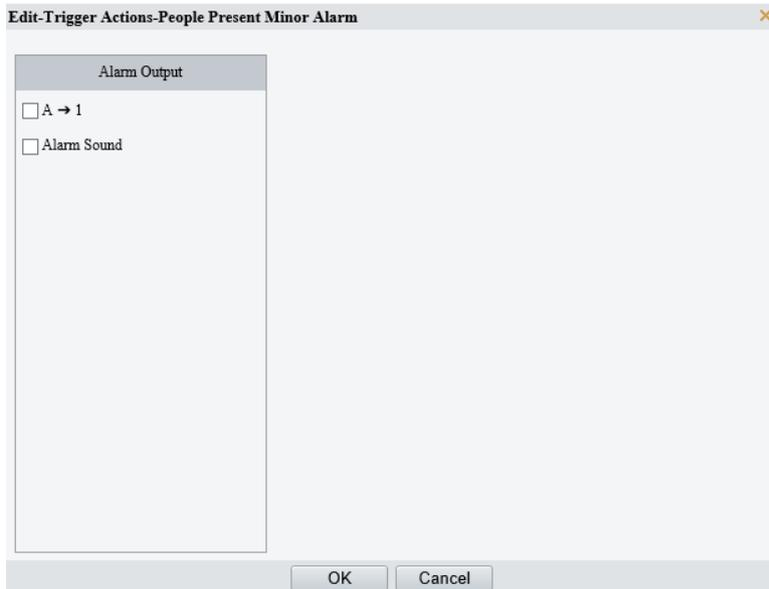 Edit-Trigger Actions-People Present Minor Alarm
Alarm Output
A ➔ 1
Alarm Sound
OK
Cancel